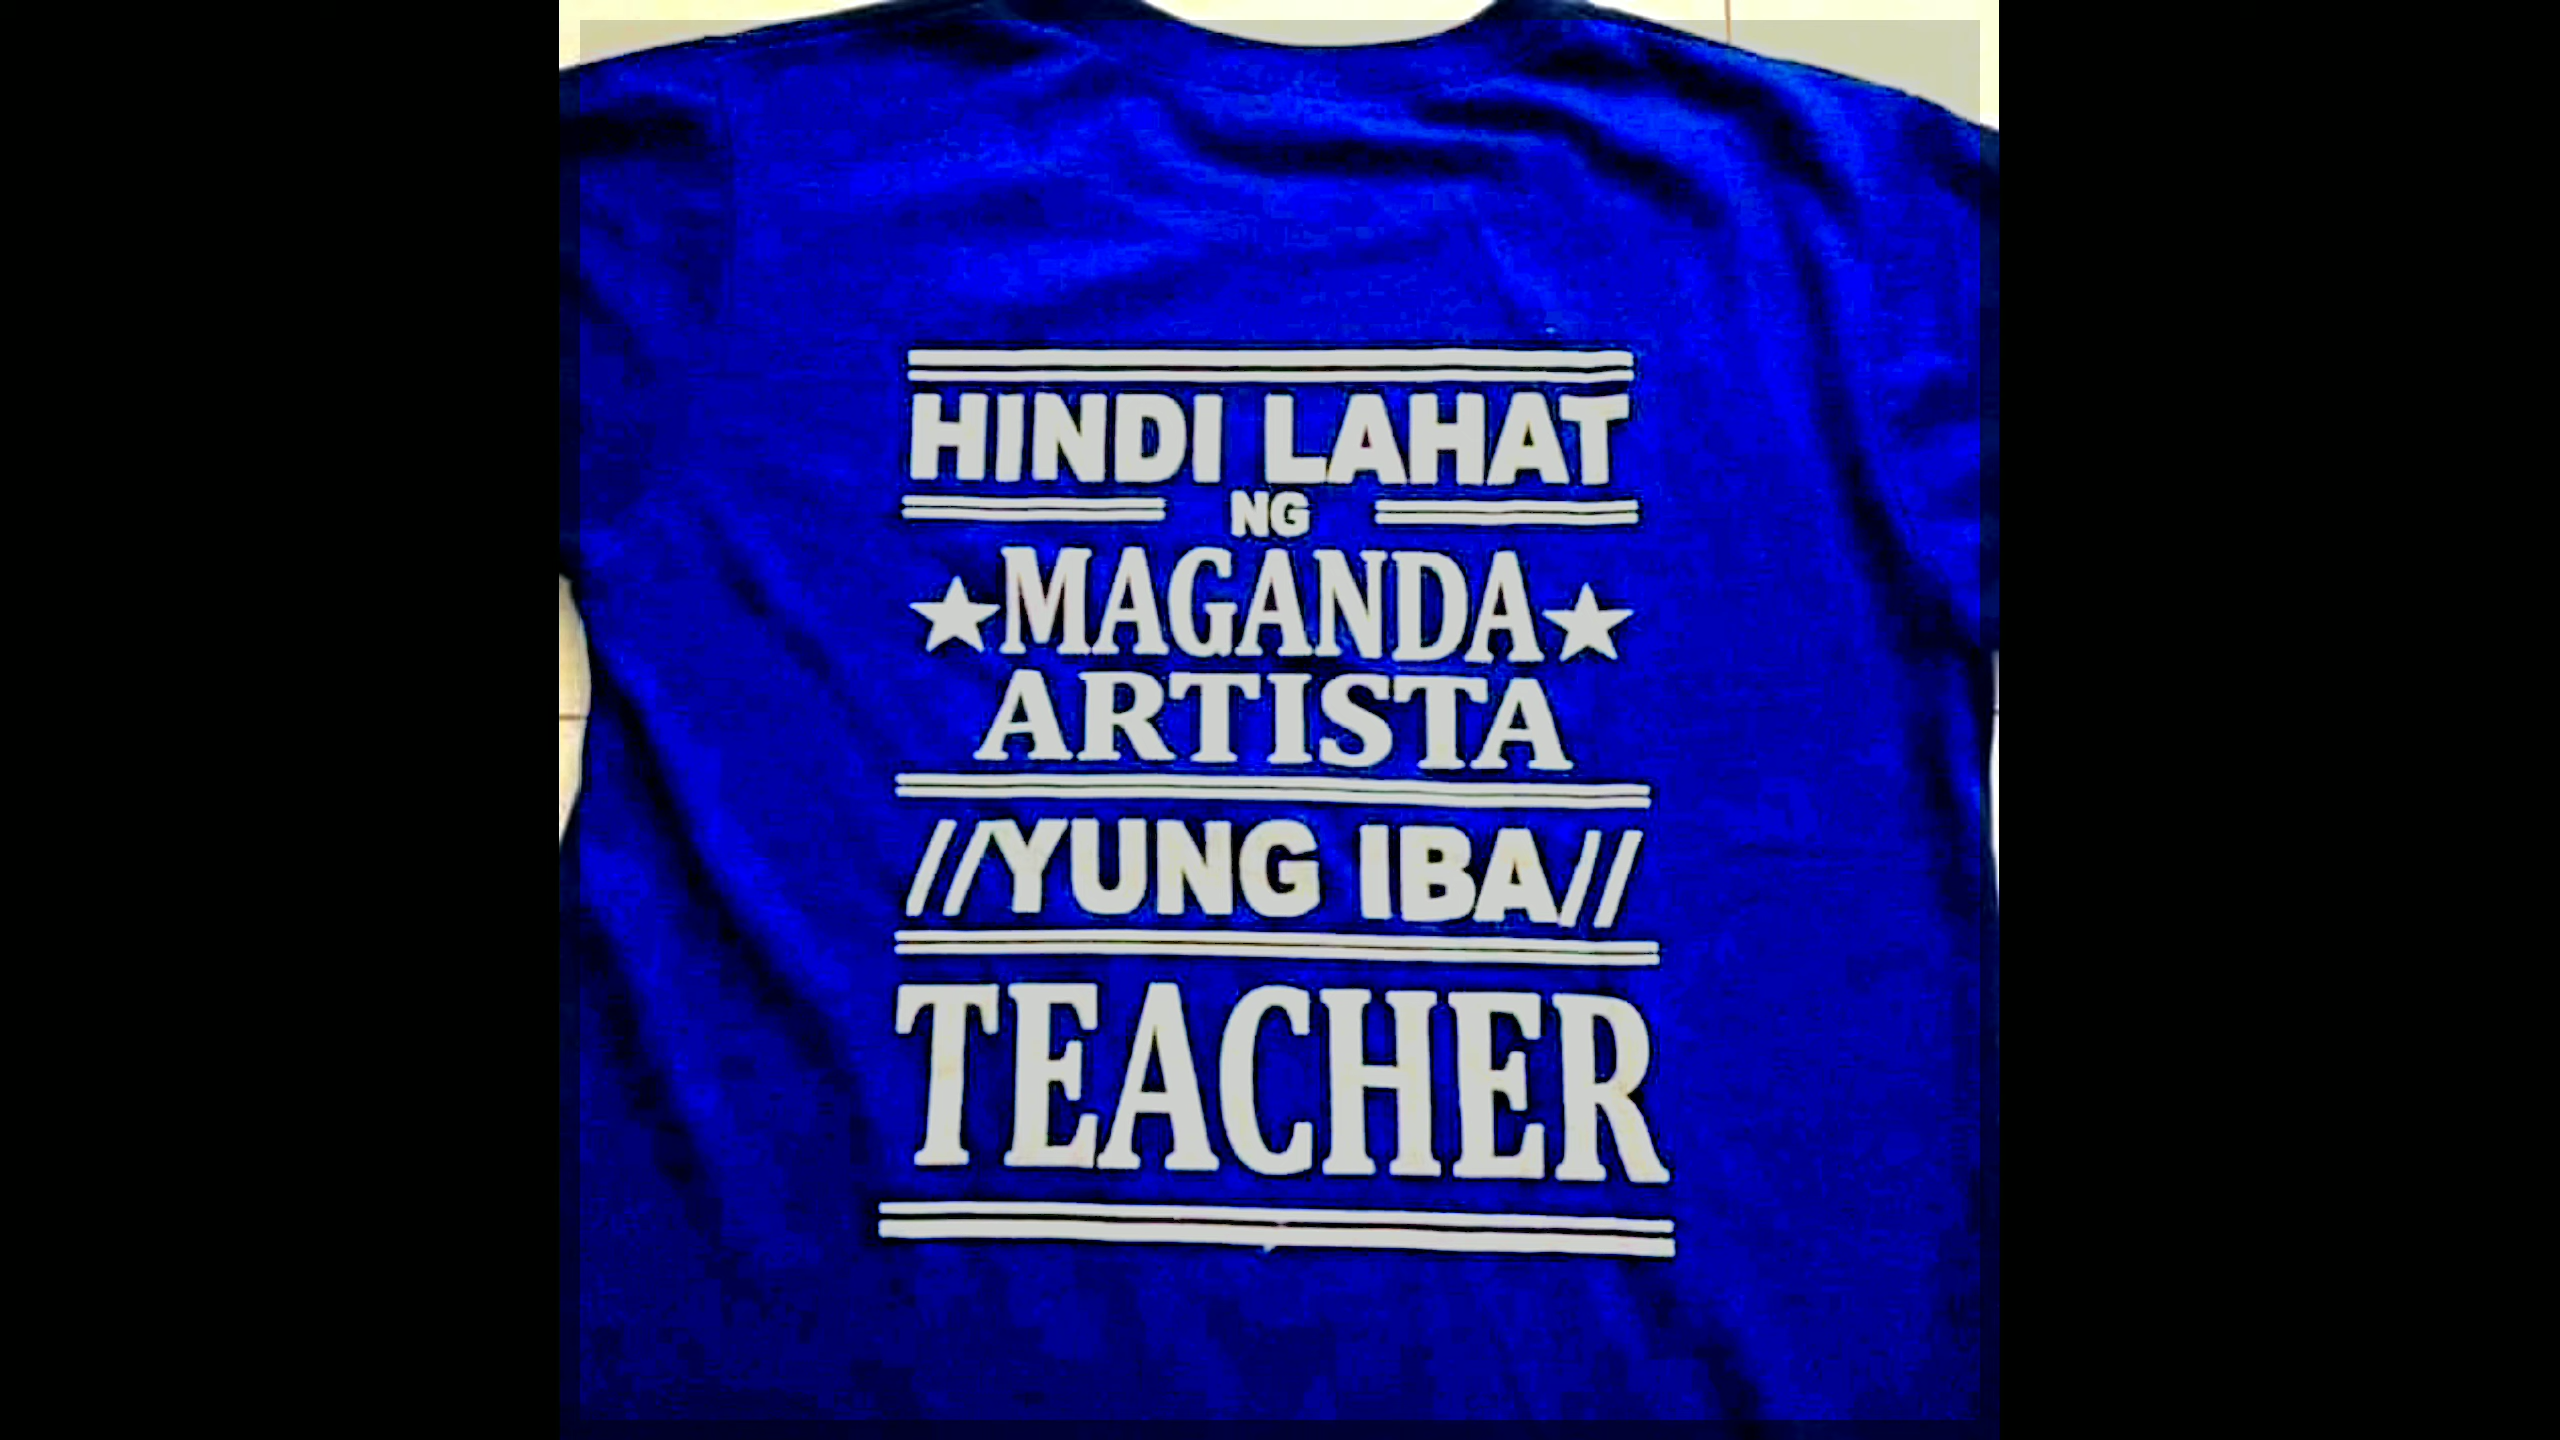 HINDI LAHAT
NG
MAGANDA
ARTISTA
//YUNG IBA//
TEACHER